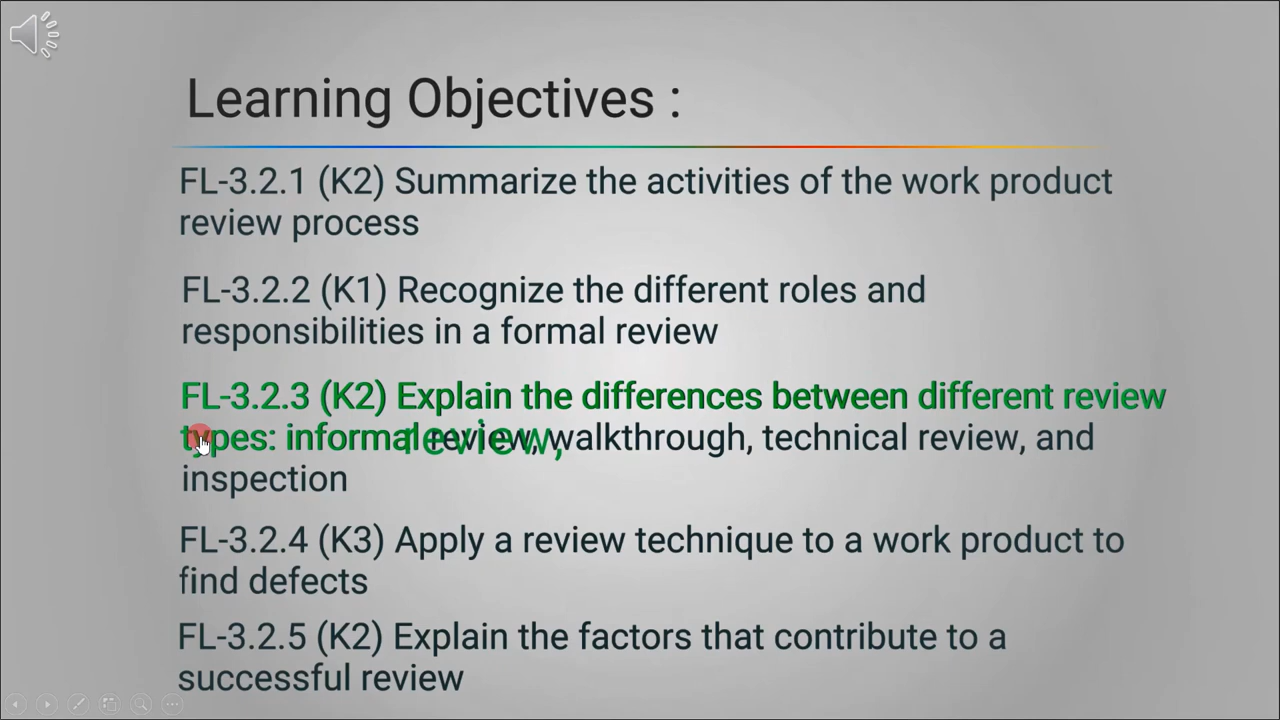 Learning Objectives :
FL-3.2.1 (K2) Summarize the activities of the work product
review process
FL-3.2.2 (K1) Recognize the different roles and
responsibilities in a formal review
FL-3.2.3 (K2) Explain the differences between different review
types: informal review, walkthrough, technical review, and
inspection
FL-3.2.4 (K3) Apply a review technique to a work product to
find defects
FL-3.2.5 (K2) Explain the factors that contribute to a
successful review